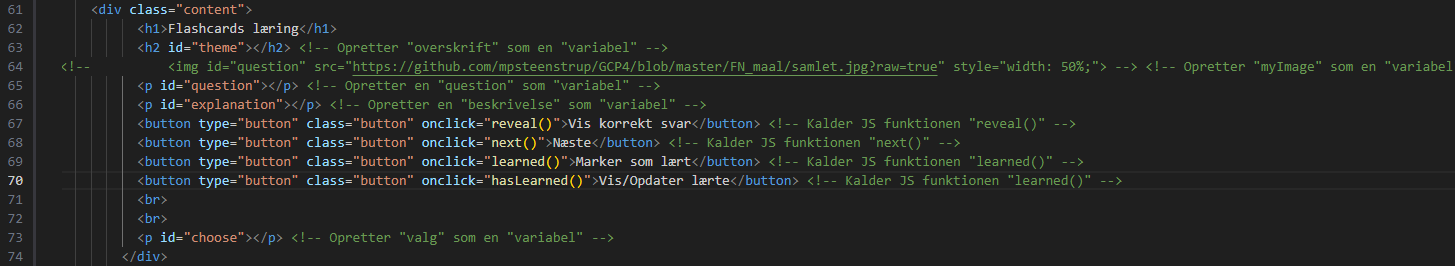 61 <div class="content">
62 <h1>Flashcards læring</h1>
63 <h2 id="theme"></h2> <!-- Opretter "overskrift" som en "variabel" -->
64 <!-- <img id="question" src="https://github.com/mpsteenstrup/GCP4/blob/master/FN_maal/samlet.jpg?raw=true" style="width: 50%;"> --> <!-- Opretter "myImage" som en "variabel
65 <p id="question"></p> <!-- Opretter en "question" som "variabel" -->
66 <p id="explanation"></p> <!-- Opretter en "beskrivelse" som "variabel" -->
67 <button type="button" class="button" onclick="reveal()">Vis korrekt svar</button> <!-- Kalder JS funktionen "reveal()" -->
68 <button type="button" class="button" onclick="next()">Næste</button> <!-- Kalder JS funktionen "next()" -->
69 <button type="button" class="button" onclick="learned()">Marker som lært</button> <!-- Kalder JS funktionen "learned()" -->
70 <button type="button" class="button" onclick="hasLearned()">Vis/Opdater lærte</button> <!-- Kalder JS funktionen "learned()" -->
71 <br>
72 <br>
73 <p id="choose"></p> <!-- Opretter "valg" som en "variabel" -->
74 </div>